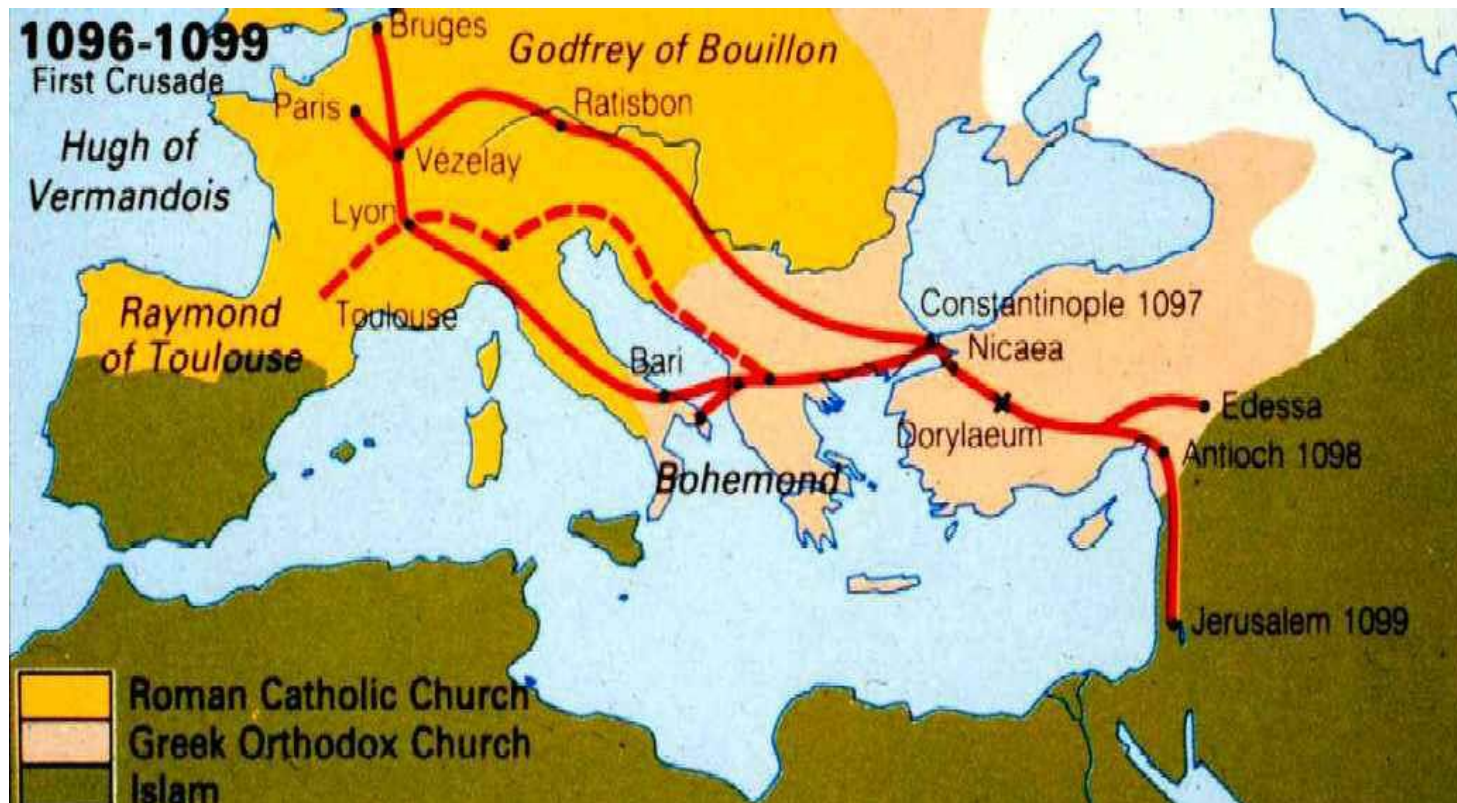 1096-1099
First Crusade
Hugh of
Vermandois
Bruges
Godfrey of Bouillon
Paris
Ratisbon
Vézelay
Lyon
Raymond
of Toulouse
Toulouse
Bari
Bohemond
Constantinople 1097
Nicaea
Dorylaeum
Edessa
Antioch 1098
Jerusalem 1099
Roman Catholic Church
Greek Orthodox Church
Islam